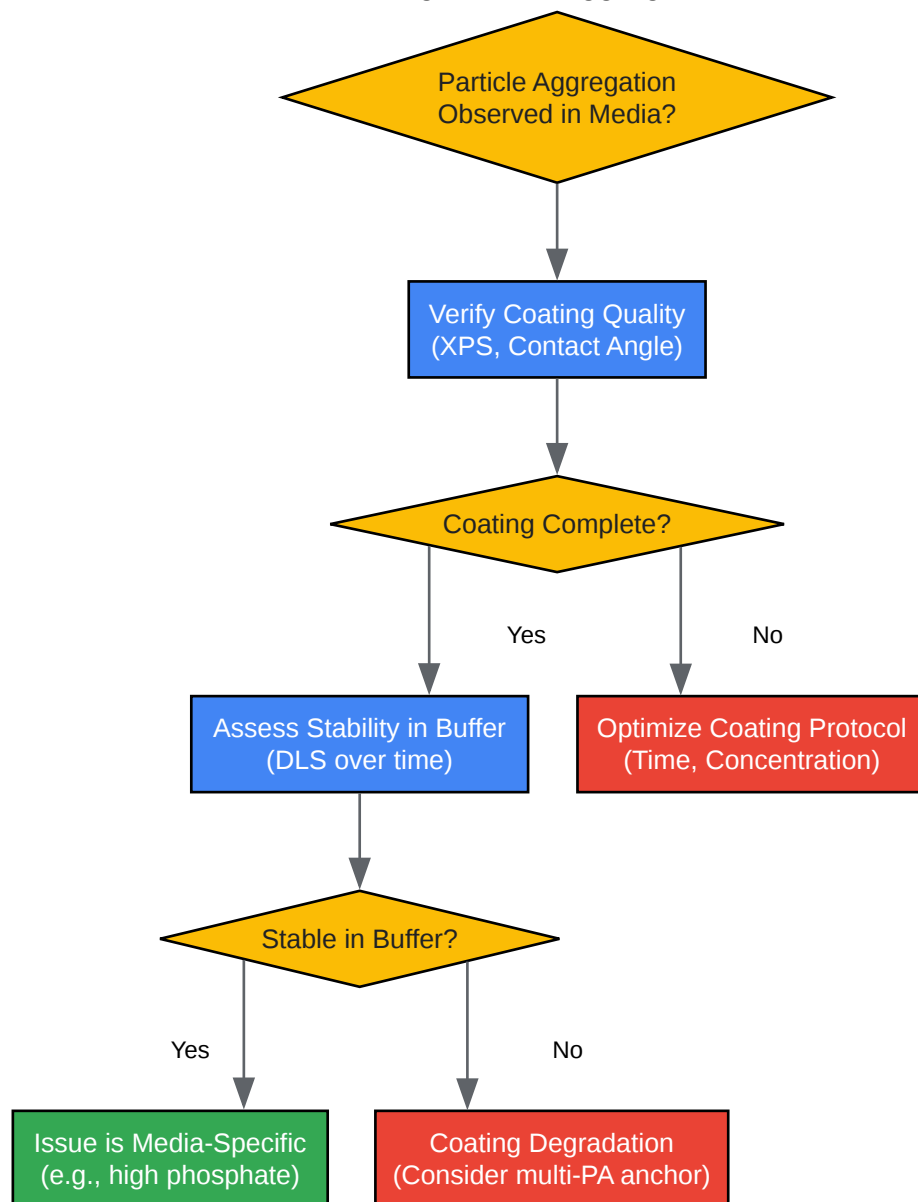 Particle Aggregation
Observed in Media?
Verify Coating Quality
(XPS, Contact Angle)
Coating Complete?
Yes
No
Assess Stability in Buffer
(DLS over time)
Optimize Coating Protocol
(Time, Concentration)
Stable in Buffer?
Yes
No
Issue is Media-Specific
(e.g., high phosphate)
Coating Degradation
(Consider multi-PA anchor)